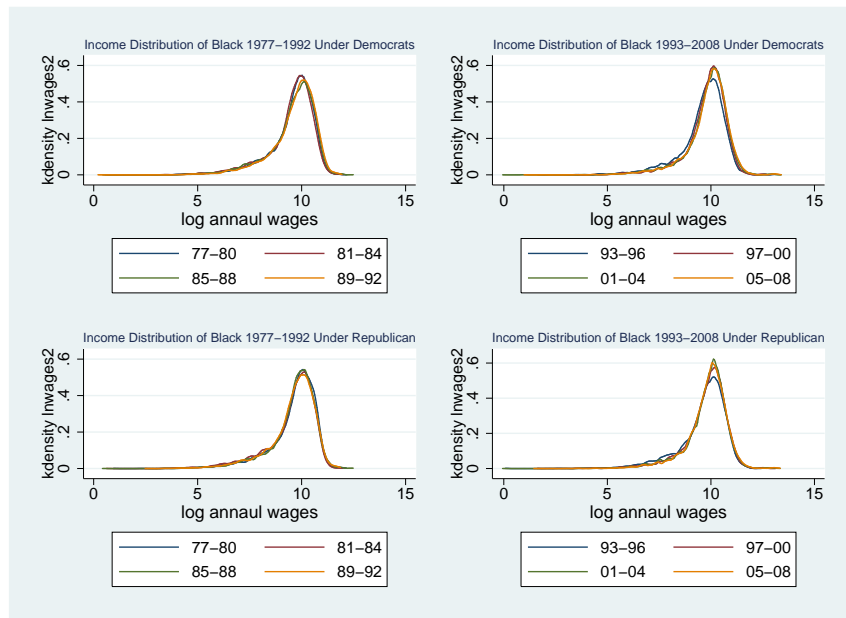 Income Distribution of Black 1977−1992 Under Democrats
kdensity lnwages2
0 .2 .4 .6
0 5 10 15
log annaul wages
77−80 81−84
85−88 89−92
Income Distribution of Black 1993−2008 Under Democrats
kdensity lnwages2
0 .2 .4 .6
0 5 10 15
log annaul wages
93−96 97−00
01−04 05−08
Income Distribution of Black 1977−1992 Under Republican
kdensity lnwages2
0 .2 .4 .6
0 5 10 15
log annaul wages
77−80 81−84
85−88 89−92
Income Distribution of Black 1993−2008 Under Republican
kdensity lnwages2
0 .2 .4 .6
0 5 10 15
log annaul wages
93−96 97−00
01−04 05−08